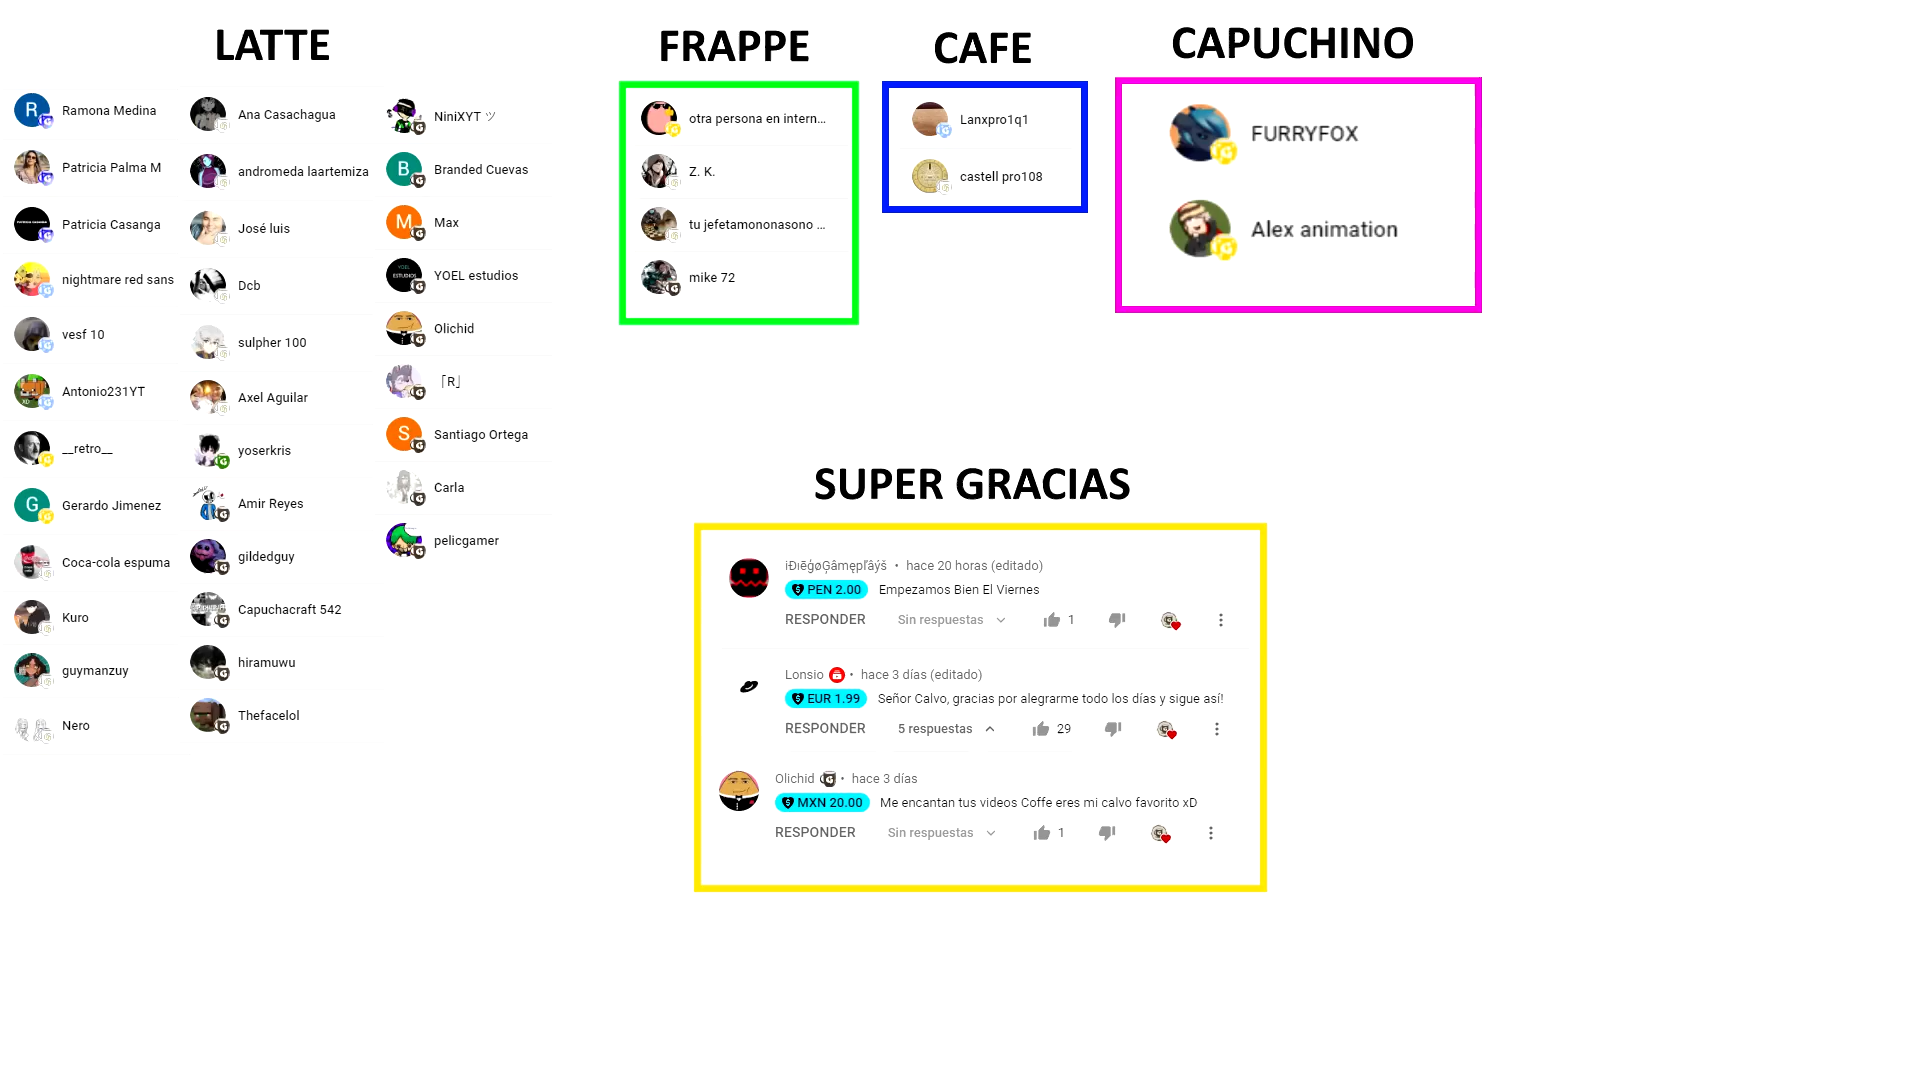 LATTE
Ramona Medina
Patricia Palma M
Patricia Casanga
nightmare red sans
vesf 10
Antonio231YT
__retro__
Gerardo Jimenez
Coca-cola espuma
Kuro
guymanzuy
Nero
Ana Casachagua
andromeda laartemiza
José luis
Dcb
sulpher 100
Axel Aguilar
yoserkris
Amir Reyes
gildedguy
Capuchacraft 542
hiramuwu
Thefacelol
NiniXYT ツ
Branded Cuevas
Max
YOEL estudios
Olichid
「R」
Santiago Ortega
Carla
pelicgamer
FRAPPE
otra persona en intern...
Z. K.
tu jefetamononasono ...
mike 72
CAFE
Lanxpro1q1
castell pro108
CAPUCHINO
FURRYFOX
Alex animation
SUPER GRACIAS
• hace 20 horas (editado)
PEN 2.00 Empezamos Bien El Viernes
RESPONDER Sin respuestas 1
Lonsio • hace 3 días (editado)
EUR 1.99 Señor Calvo, gracias por alegrarme todo los días y sigue así!
RESPONDER 5 respuestas 29
Olichid • hace 3 días
MXN 20.00 Me encantan tus videos Coffe eres mi calvo favorito xD
RESPONDER Sin respuestas 1